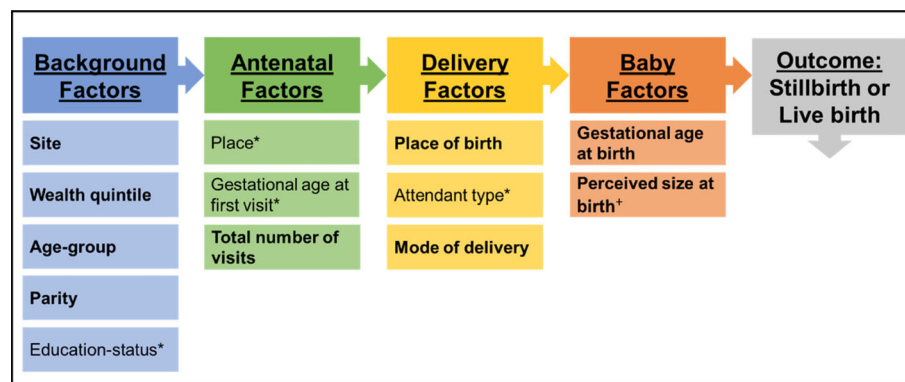 Background
Factors
Site
Wealth quintile
Age-group
Parity
Education-status*
Antenatal
Factors
Place*
Gestational age at
first visit*
Total number of
visits
Delivery
Factors
Place of birth
Attendant type*
Mode of delivery
Baby
Factors
Gestational age
at birth
Perceived size at
birth+
Outcome:
Stillbirth or
Live birth